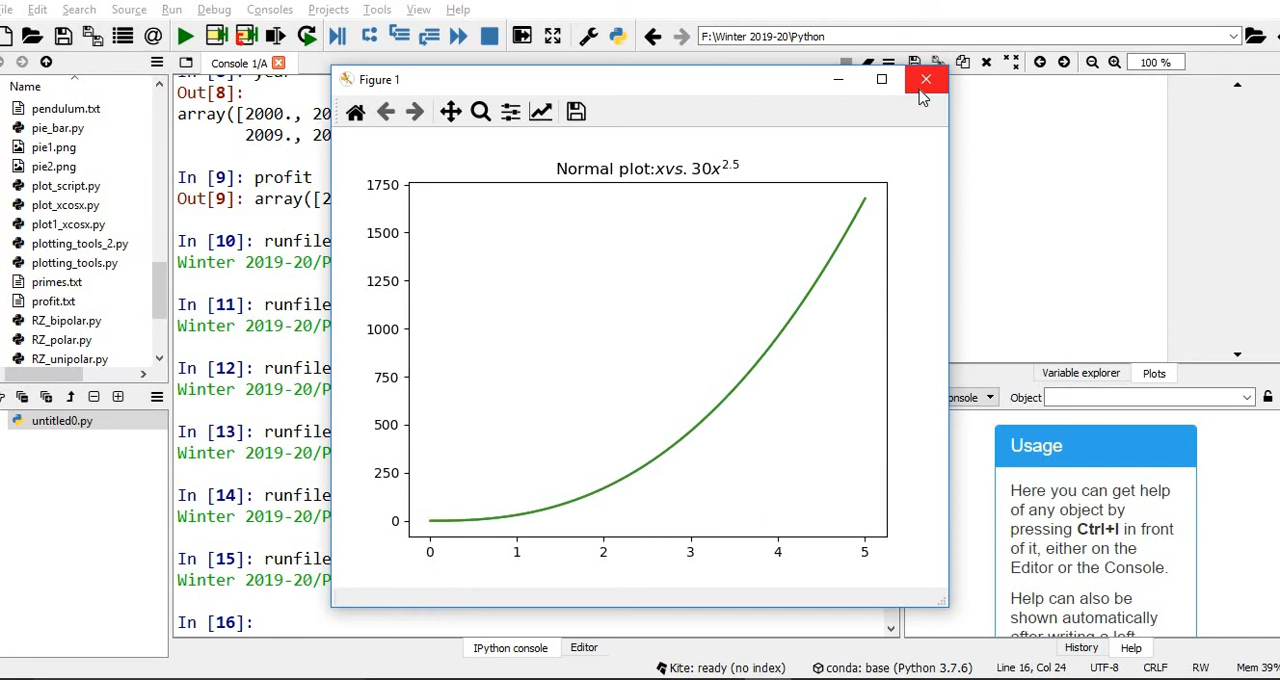 Edit Search Source Run Debug Consoles Projects Tools View Help
F:\Winter 2019-20\Python
Console 1/A
100 %
Name
pendulum.txt
pie_bar.py
pie1.png
pie2.png
plot_script.py
plot_xcosx.py
plot1_xcosx.py
plotting_tools_2.py
plotting_tools.py
primes.txt
profit.txt
RZ_bipolar.py
RZ_polar.py
RZ_unipolar.py
untitled0.py
Out[8]:
array([2000., 20
2009., 20
In [9]: profit
Out[9]: array([2
In [10]: runfile
Winter 2019-20/P
In [11]: runfile
Winter 2019-20/P
In [12]: runfile
Winter 2019-20/P
In [13]: runfile
Winter 2019-20/P
In [14]: runfile
Winter 2019-20/P
In [15]: runfile
Winter 2019-20/P
In [16]:
Figure 1
Normal plot:xvs. 30x^2.5
1750
1500
1250
1000
750
500
250
0
0 1 2 3 4 5
Variable explorer Plots
Object
Usage
Here you can get help
of any object by
pressing Ctrl+I in front
of it, either on the
Editor or the Console.
Help can also be
shown automatically
after writing a left
IPython console Editor
History Help
Kite: ready (no index) conda: base (Python 3.7.6) Line 16, Col 24 UTF-8 CRLF RW Mem 39%